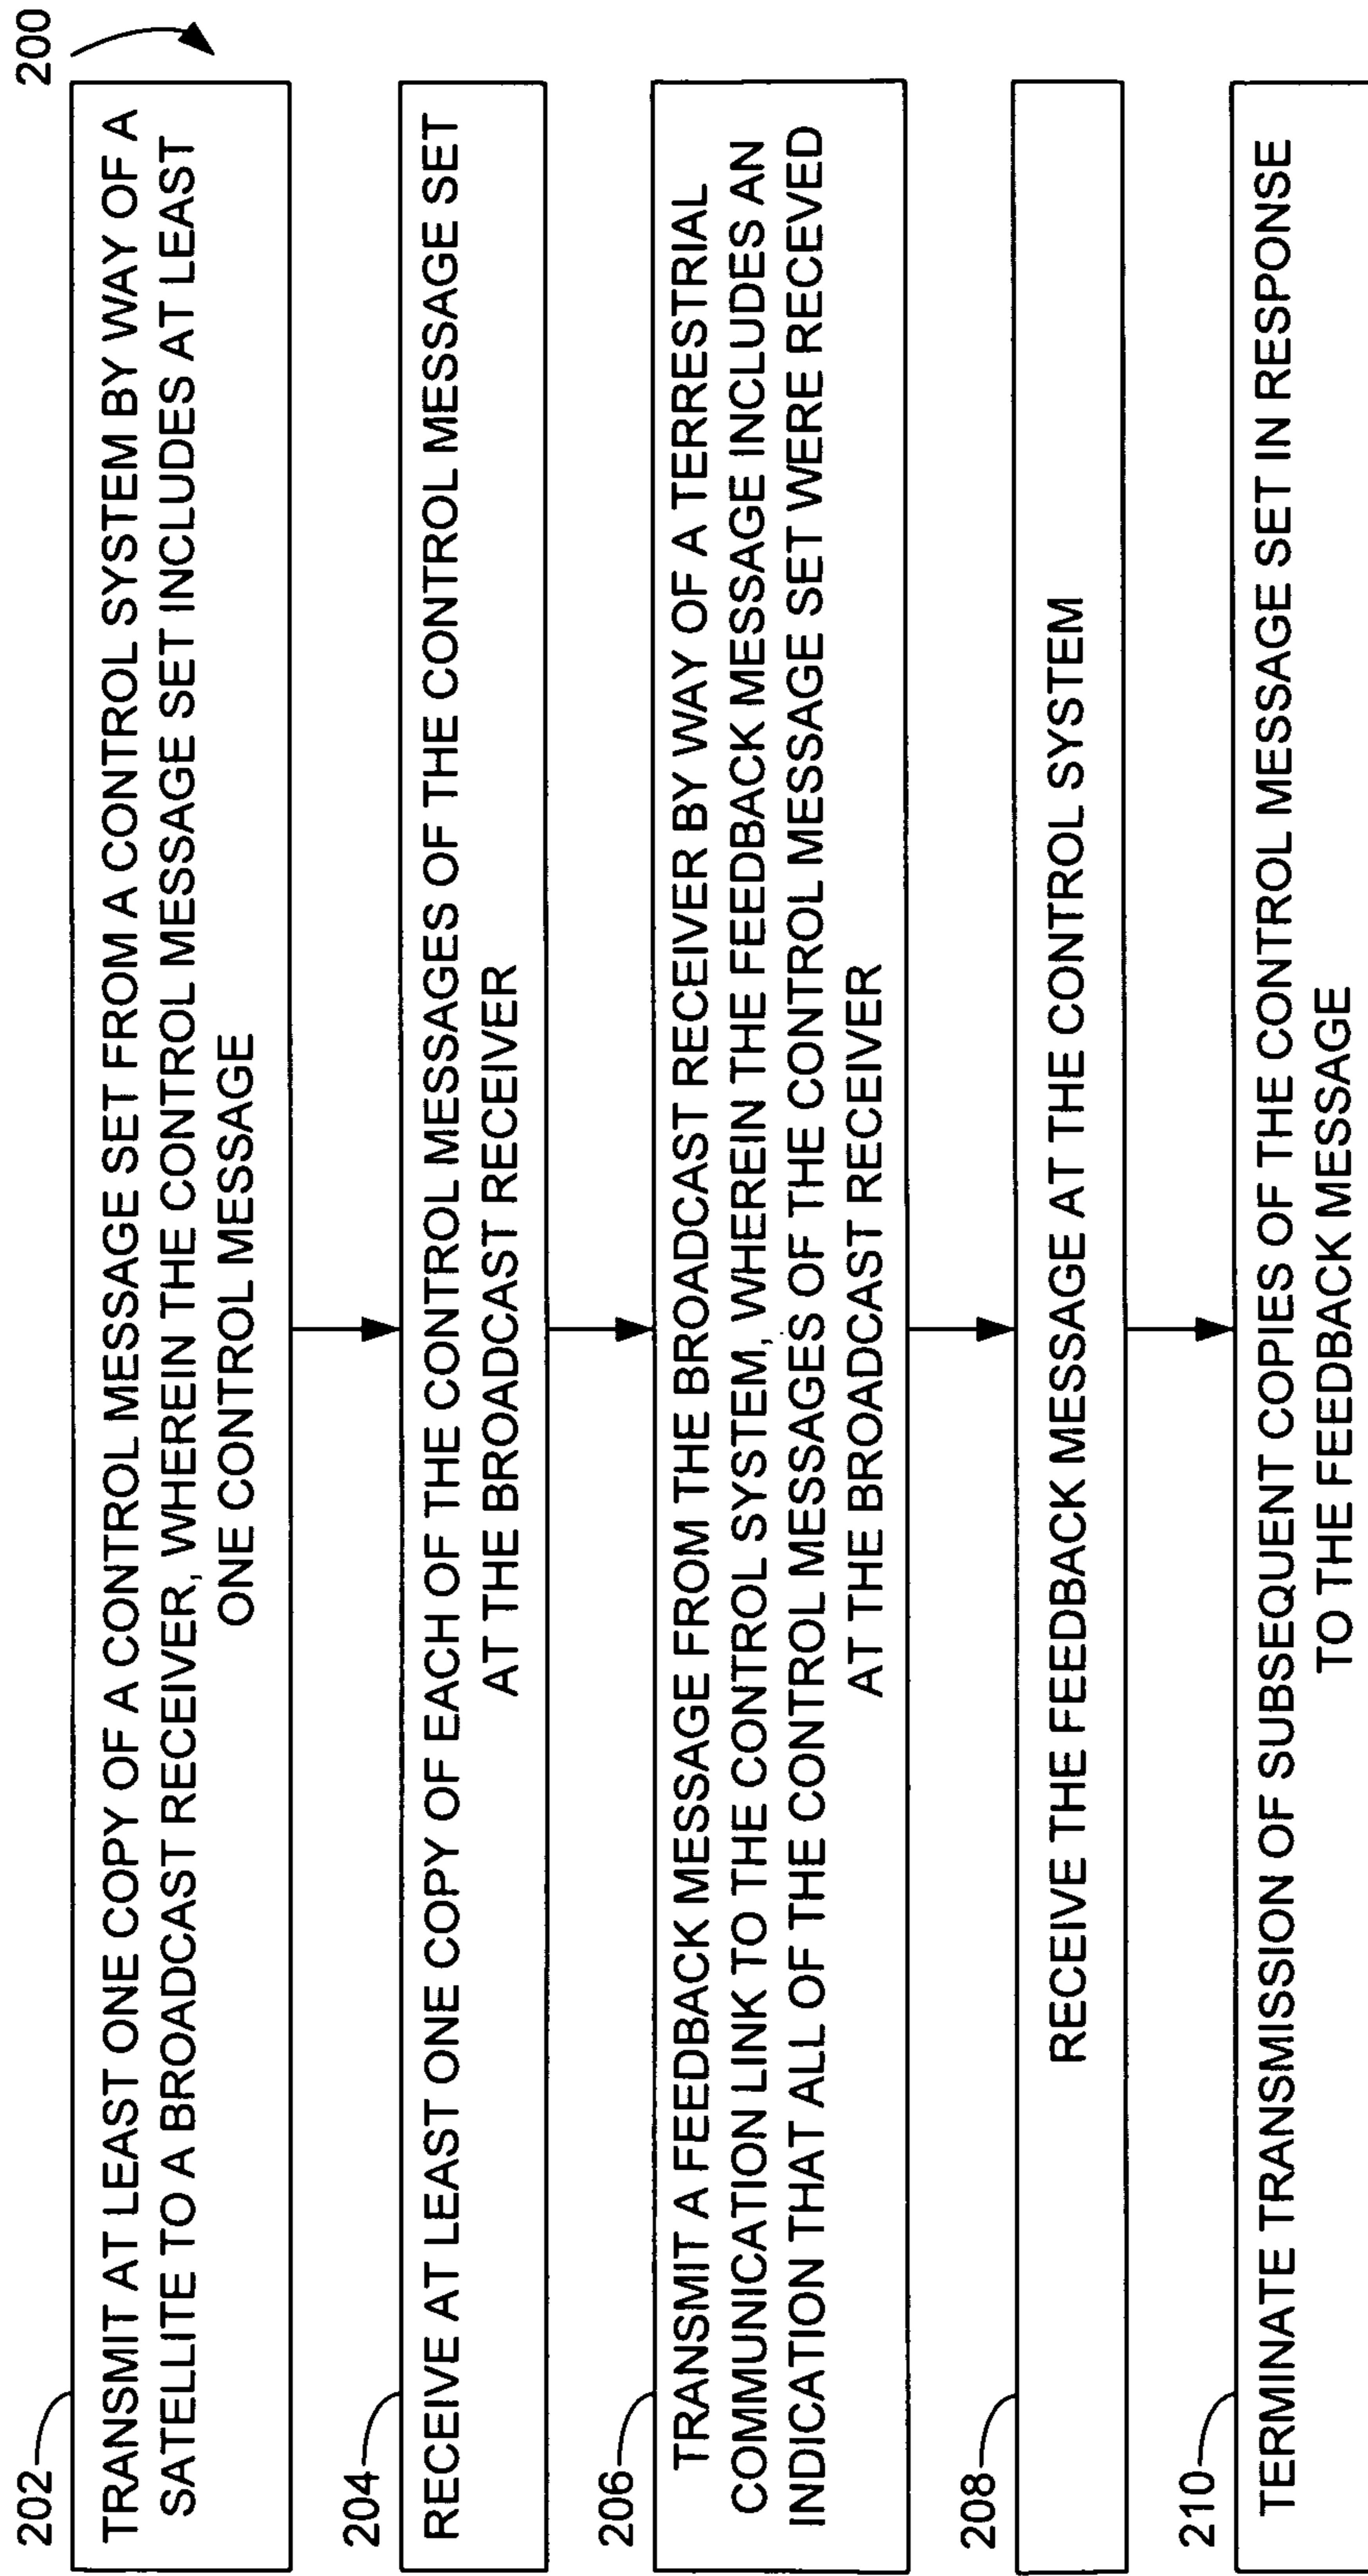 200
202
TRANSMIT AT LEAST ONE COPY OF A CONTROL MESSAGE SET FROM A CONTROL SYSTEM BY WAY OF A
SATELLITE TO A BROADCAST RECEIVER, WHEREIN THE CONTROL MESSAGE SET INCLUDES AT LEAST
ONE CONTROL MESSAGE
204
RECEIVE AT LEAST ONE COPY OF EACH OF THE CONTROL MESSAGES OF THE CONTROL MESSAGE SET
AT THE BROADCAST RECEIVER
206
TRANSMIT A FEEDBACK MESSAGE FROM THE BROADCAST RECEIVER BY WAY OF A TERRESTRIAL
COMMUNICATION LINK TO THE CONTROL SYSTEM, WHEREIN THE FEEDBACK MESSAGE INCLUDES AN
INDICATION THAT ALL OF THE CONTROL MESSAGES OF THE CONTROL MESSAGE SET WERE RECEVED
AT THE BROADCAST RECEIVER
208
RECEIVE THE FEEDBACK MESSAGE AT THE CONTROL SYSTEM
210
TERMINATE TRANSMISSION OF SUBSEQUENT COPIES OF THE CONTROL MESSAGE SET IN RESPONSE
TO THE FEEDBACK MESSAGE